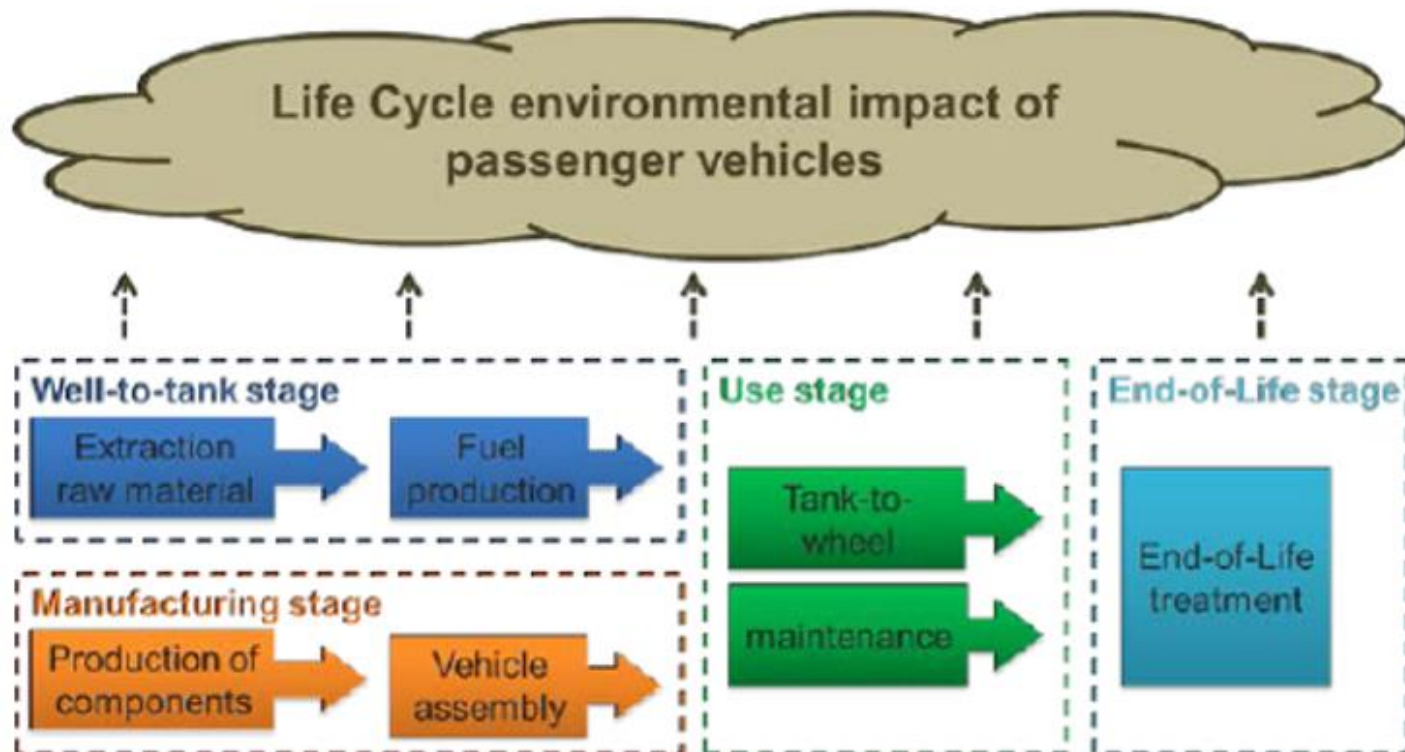 Life Cycle environmental impact of
passenger vehicles
Well-to-tank stage
Extraction
raw material
Fuel
production
Manufacturing stage
Production of
components
Vehicle
assembly
Use stage
Tank-to-
wheel
maintenance
End-of-Life stage
End-of-Life
treatment